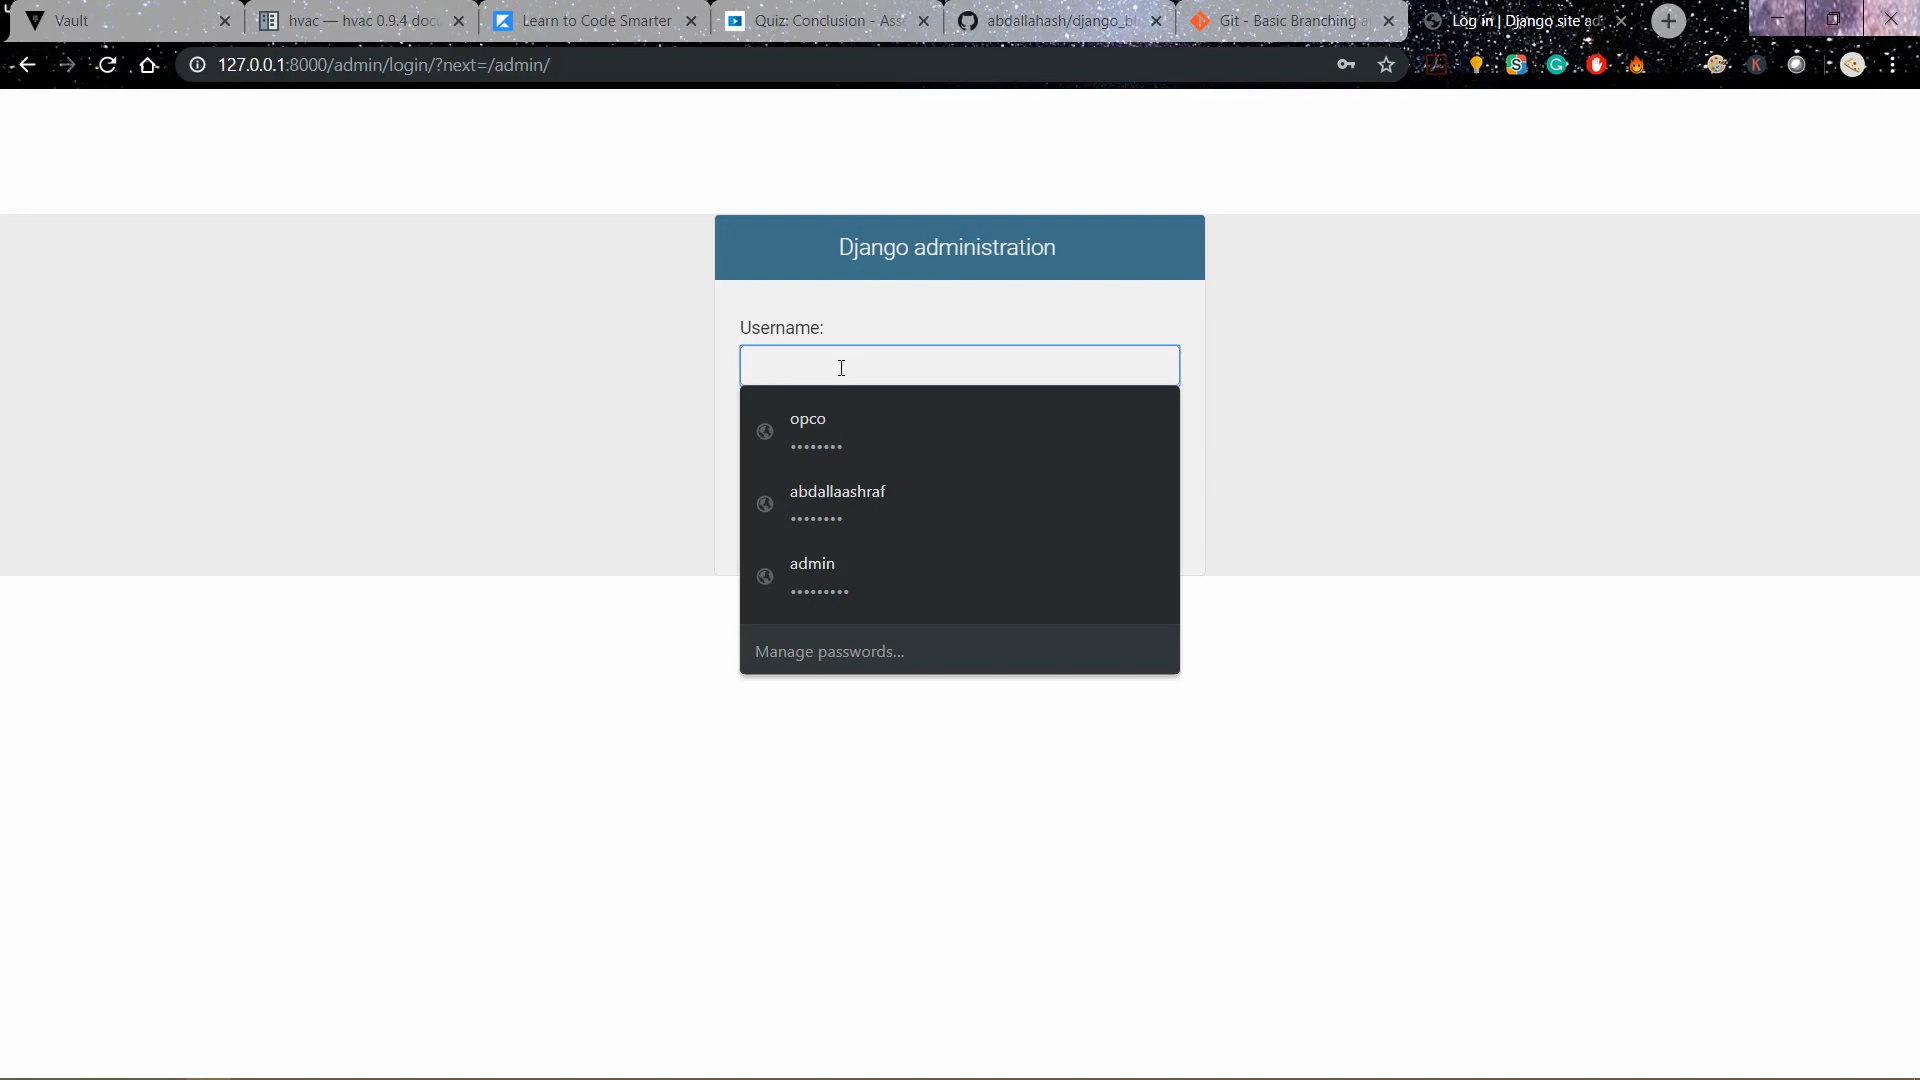 Vault
hvac — hvac 0.9.4 docu
Learn to Code Smarter
Quiz: Conclusion - Ass
abdallahash/django_b
Git - Basic Branching a
Log in | Django site ad
127.0.0.1:8000/admin/login/?next=/admin/
Django administration
Username:
opco
••••••••
abdallaashraf
••••••••
admin
•••••••••
Manage passwords...